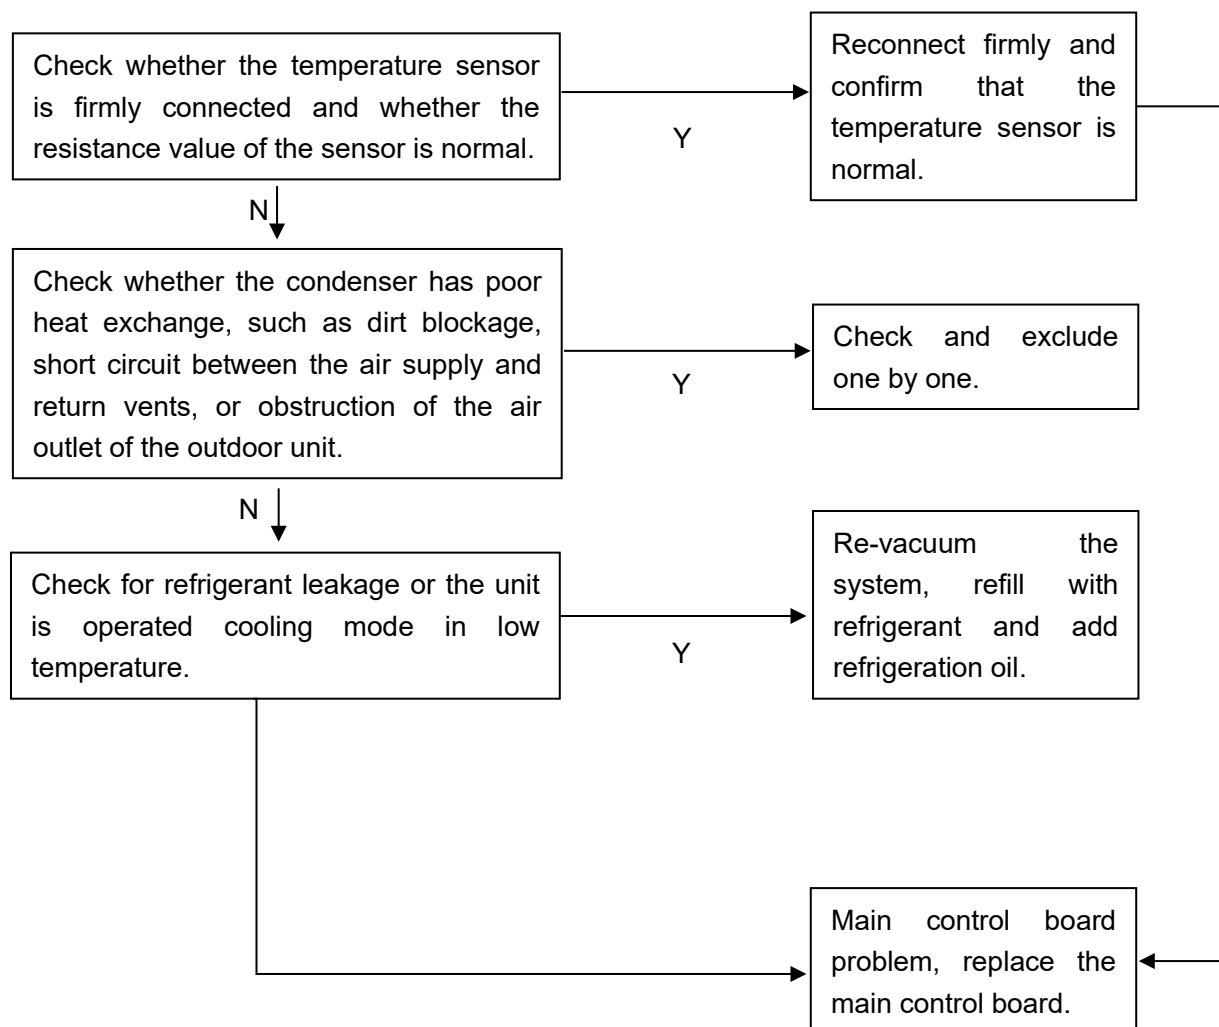 Check whether the temperature sensor
is firmly connected and whether the
resistance value of the sensor is normal.
Y
Reconnect firmly and
confirm that the
temperature sensor is
normal.
N
Check whether the condenser has poor
heat exchange, such as dirt blockage,
short circuit between the air supply and
return vents, or obstruction of the air
outlet of the outdoor unit.
Y
Check and exclude
one by one.
N
Check for refrigerant leakage or the unit
is operated cooling mode in low
temperature.
Y
Re-vacuum the
system, refill with
refrigerant and add
refrigeration oil.
Main control board
problem, replace the
main control board.